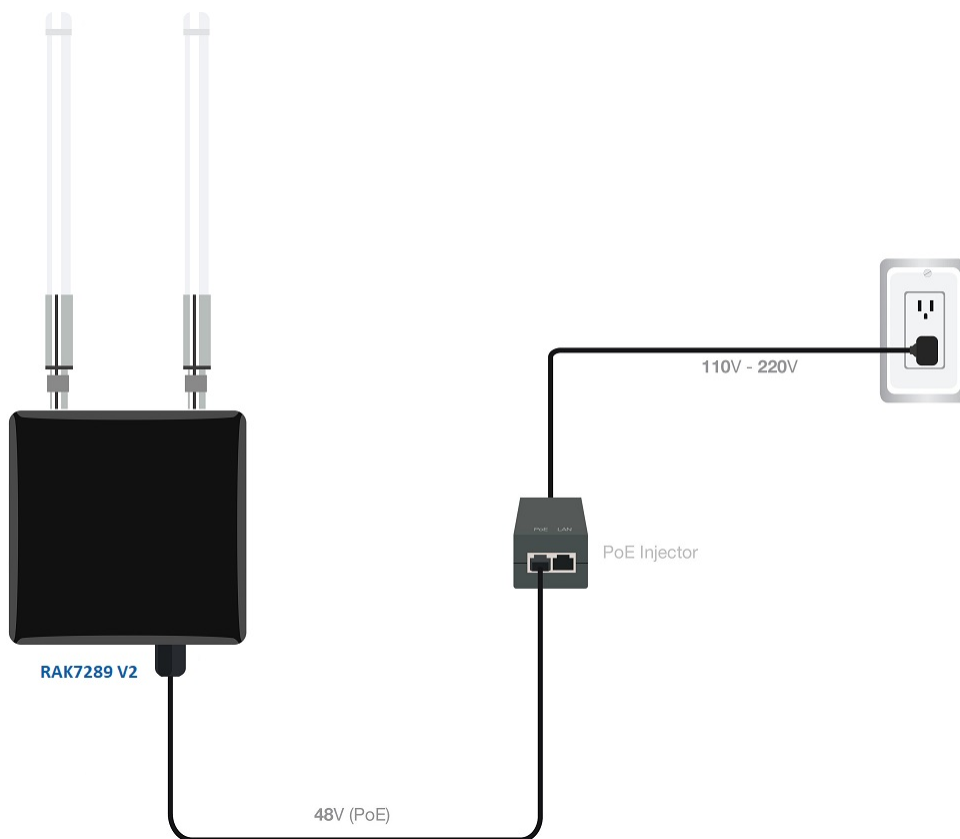 110V - 220V
PoE LAN
PoE Injector
RAK7289 V2
48V (PoE)